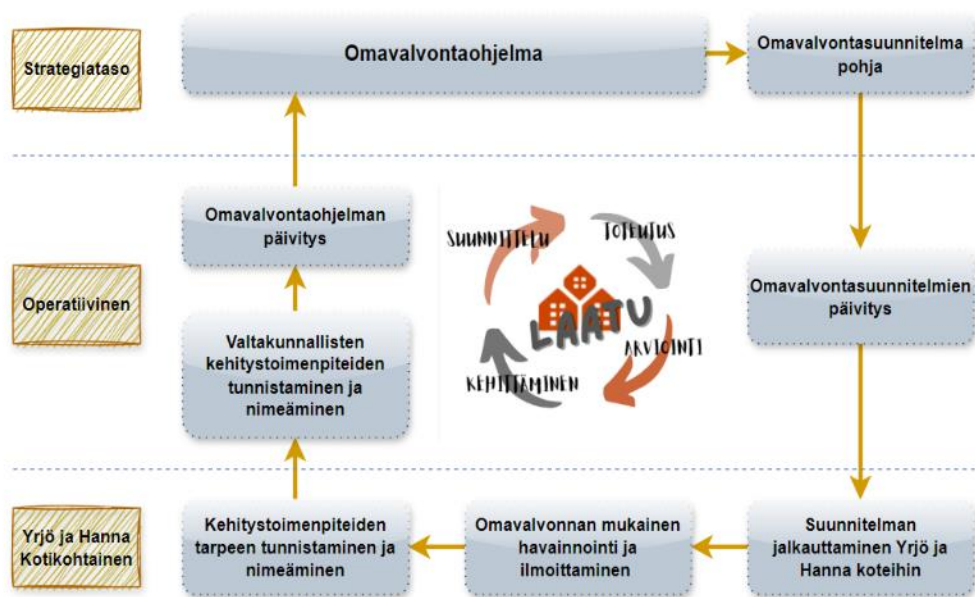 Strategiataso
Omavalvontaohjelma
Omavalvontasuunnitelma
pohja
Omavalvontaohjelman
päivitys
SUUNNITTELU
TOTEUTUS
LAATU
ARVIOINTI
KEHITTÄMINEN
Operatiivinen
Omavalvontasuunnitelmien
päivitys
Valtakunnallisten
kehitystoimenpiteiden
tunnistaminen ja
nimeäminen
Yrjö ja Hanna
Kotikohtainen
Kehitystoimenpiteiden
tarpeen tunnistaminen ja
nimeäminen
Omavalvonnan mukainen
havainnointi ja
ilmoittaminen
Suunnitelman
jalkauttaminen Yrjö ja
Hanna koteihin